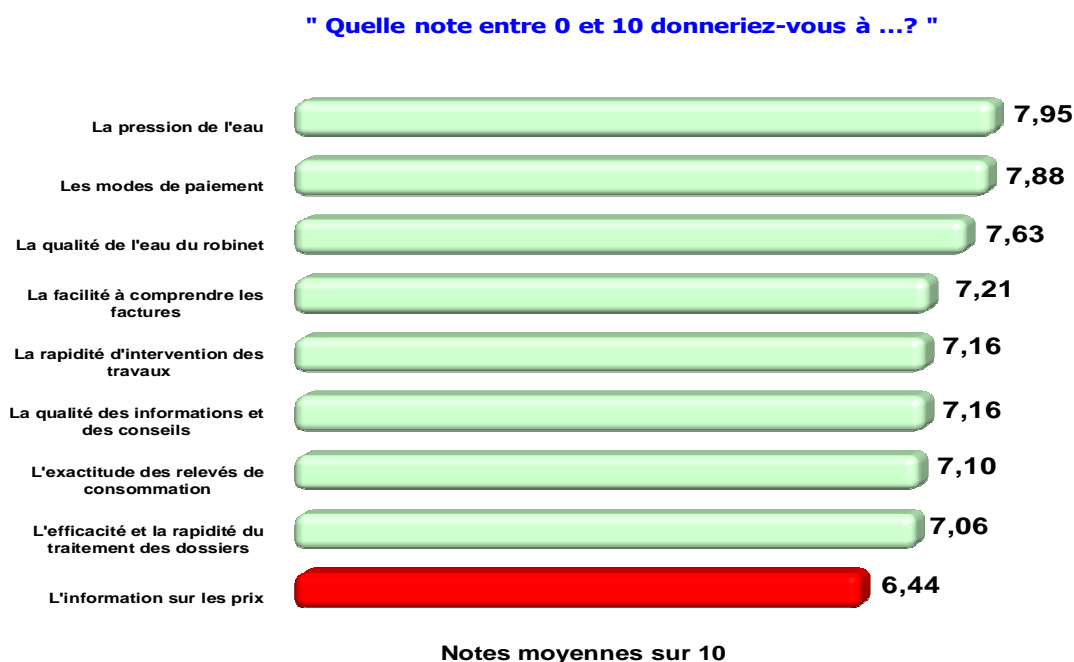 " Quelle note entre 0 et 10 donneriez-vous à ...? "
La pression de l'eau
7,95
Les modes de paiement
7,88
La qualité de l'eau du robinet
7,63
La facilité à comprendre les
factures
7,21
La rapidité d'intervention des
travaux
7,16
La qualité des informations et
des conseils
7,16
L'exactitude des relevés de
consommation
7,10
L'efficacité et la rapidité du
traitement des dossiers
7,06
L'information sur les prix
6,44
Notes moyennes sur 10